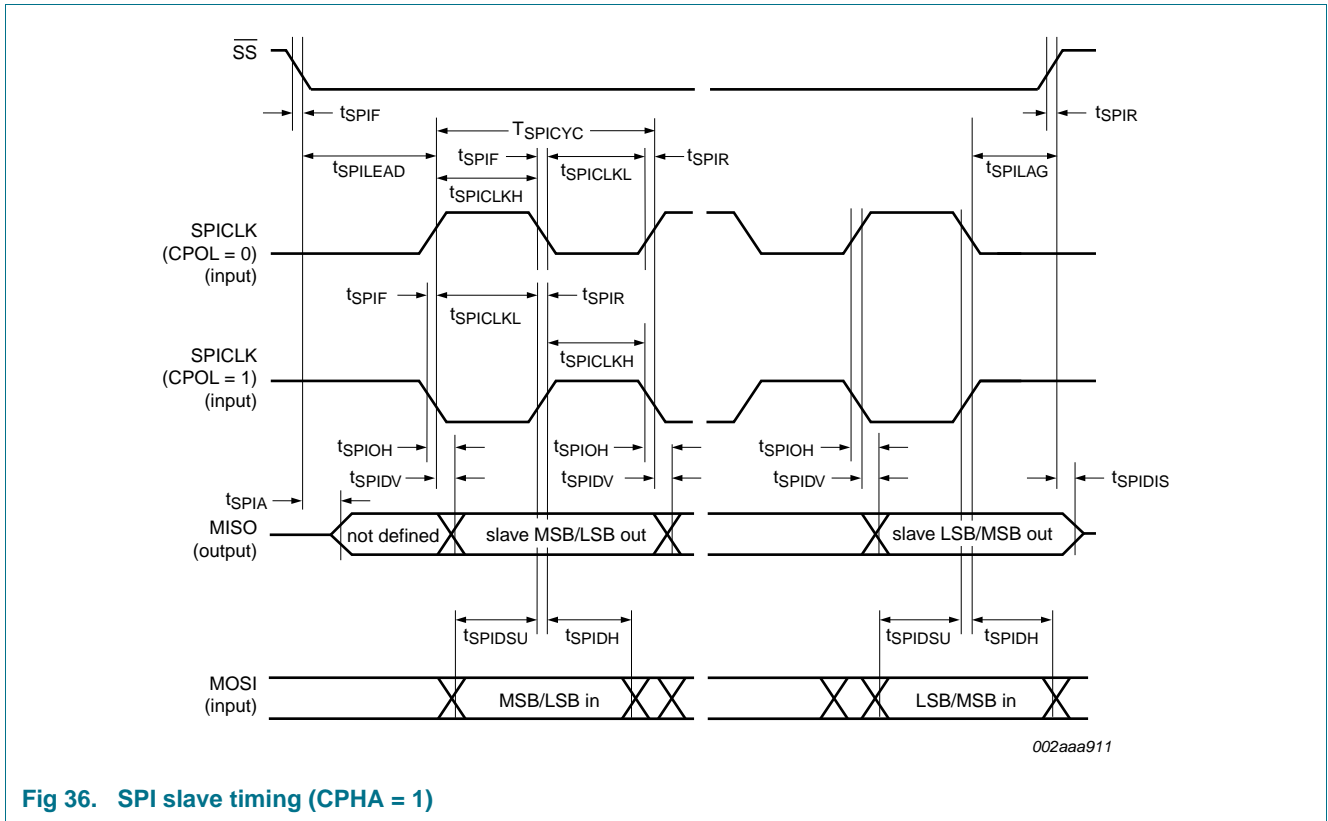 SS
tSPIF
tSPIR
TSPICYC
tSPIF
tSPIR
tSPILEAD
tSPICLKL
tSPILAG
tSPICLKH
SPICLK
(CPOL = 0)
(input)
tSPIF
tSPIR
tSPICLKL
SPICLK
(CPOL = 1)
(input)
tSPICLKH
tSPIOH
tSPIOH
tSPIOH
tSPIDV
tSPIDV
tSPIDV
tSPIDIS
tSPIA
MISO
(output)
not defined
slave MSB/LSB out
slave LSB/MSB out
tSPIDSU
tSPIDH
tSPIDSU
tSPIDH
MOSI
(input)
MSB/LSB in
LSB/MSB in
002aaa911
Fig 36. SPI slave timing (CPHA = 1)